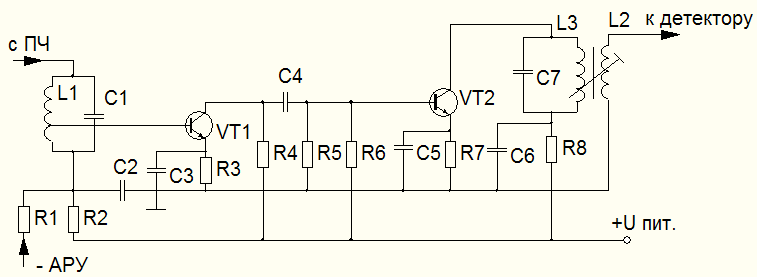 с ПЧ
L1
C1
VT1
C2
C3
R3
R1
R2
- АРУ
C4
R4
R5
R6
VT2
C5
R7
C6
C7
L3
L2
к детектору
R8
+U пит.